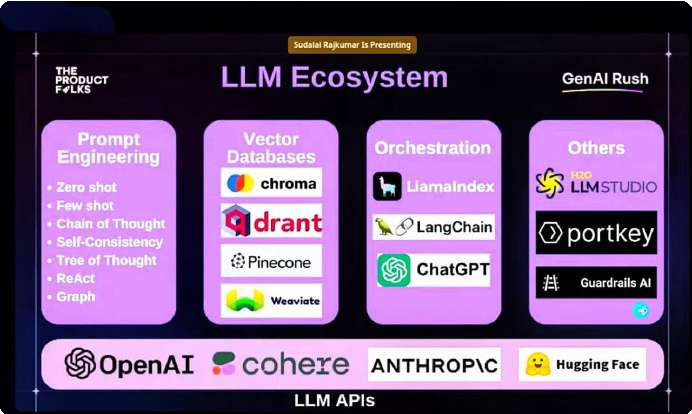 Sudalai Rajkumar Is Presenting
THE
PRODUCT
FOLKS
LLM Ecosystem
GenAI Rush
Prompt
Engineering
• Zero shot
• Few shot
• Chain of Thought
• Self-Consistency
• Tree of Thought
• ReAct
• Graph
Vector
Databases
chroma
qdrant
Pinecone
Weaviate
Orchestration
LlamaIndex
LangChain
ChatGPT
Others
H2O
LLM STUDIO
portkey
Guardrails AI
OpenAI
cohere
ANTHROP\C
Hugging Face
LLM APIs